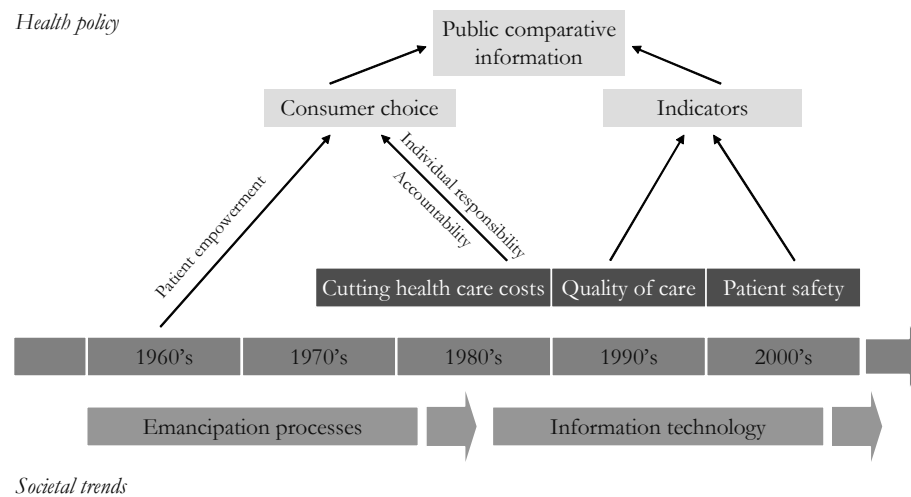 Health policy
Public comparative
information
Consumer choice
Indicators
Patient empowerment
Individual responsibility
Accountability
Cutting health care costs
Quality of care
Patient safety
1960's
1970's
1980's
1990's
2000's
Emancipation processes
Information technology
Societal trends